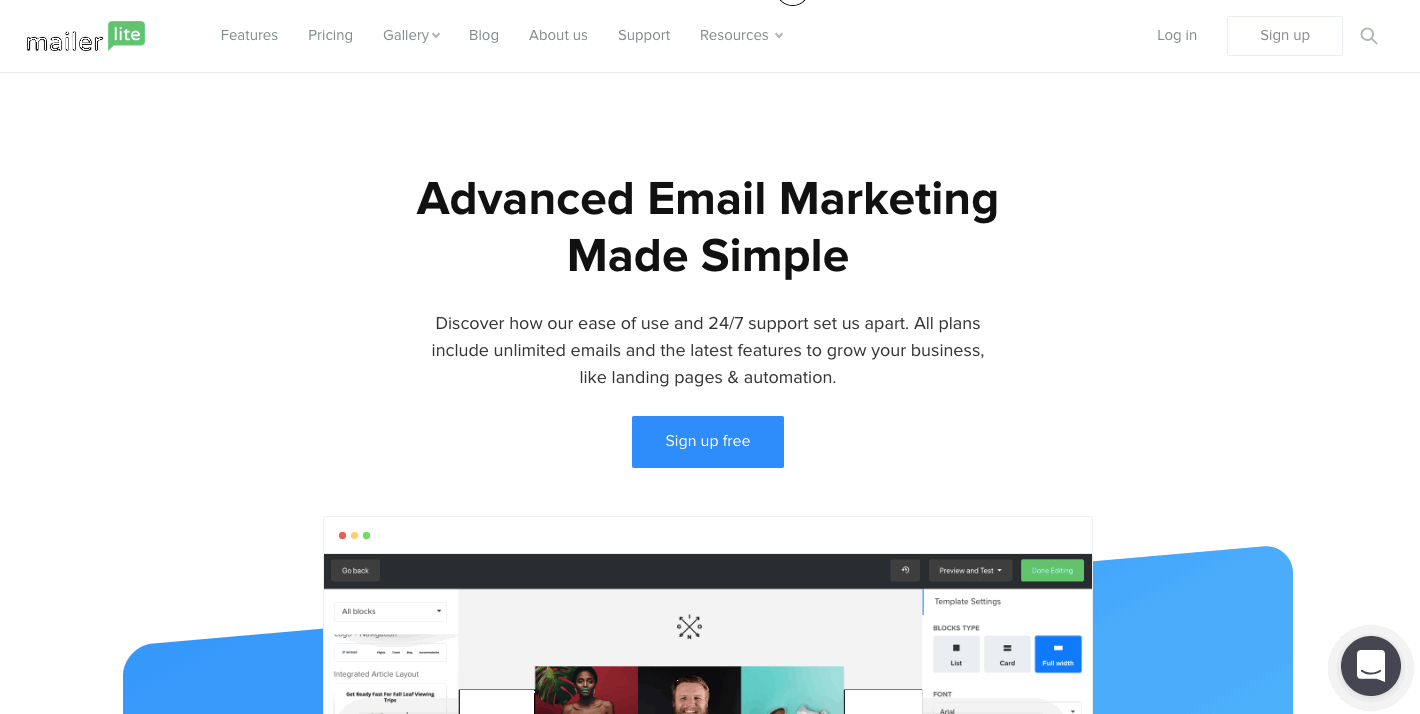 mailer lite
Features Pricing Gallery Blog About us Support Resources Log in Sign up
Advanced Email Marketing
Made Simple
Discover how our ease of use and 24/7 support set us apart. All plans
include unlimited emails and the latest features to grow your business,
like landing pages & automation.
Sign up free
Go back Preview and Test Done Editing
All blocks
Template Settings
BLOCKS TYPE
List Card Full width
Integrated Article Layout
Get Ready Fast For Fall Leaf Viewing
Trips
FONT
Arial